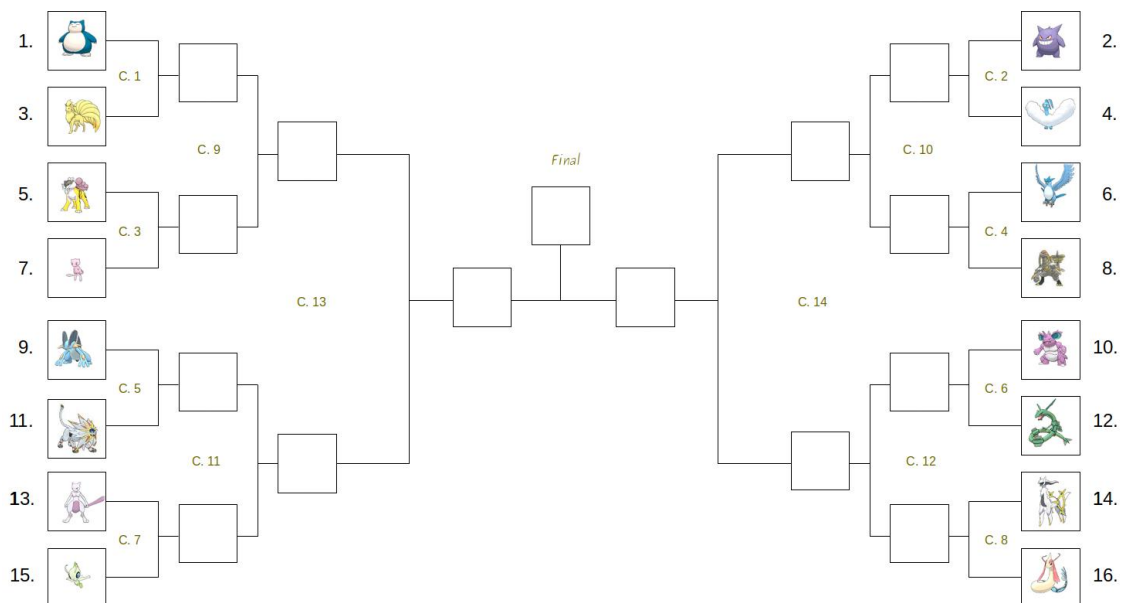 1.
C. 1
C. 2
2.
3.
4.
C. 9
C. 10
Final
5.
6.
C. 3
C. 4
7.
8.
C. 13
C. 14
9.
10.
C. 5
C. 6
11.
12.
C. 11
C. 12
13.
14.
C. 7
C. 8
15.
16.